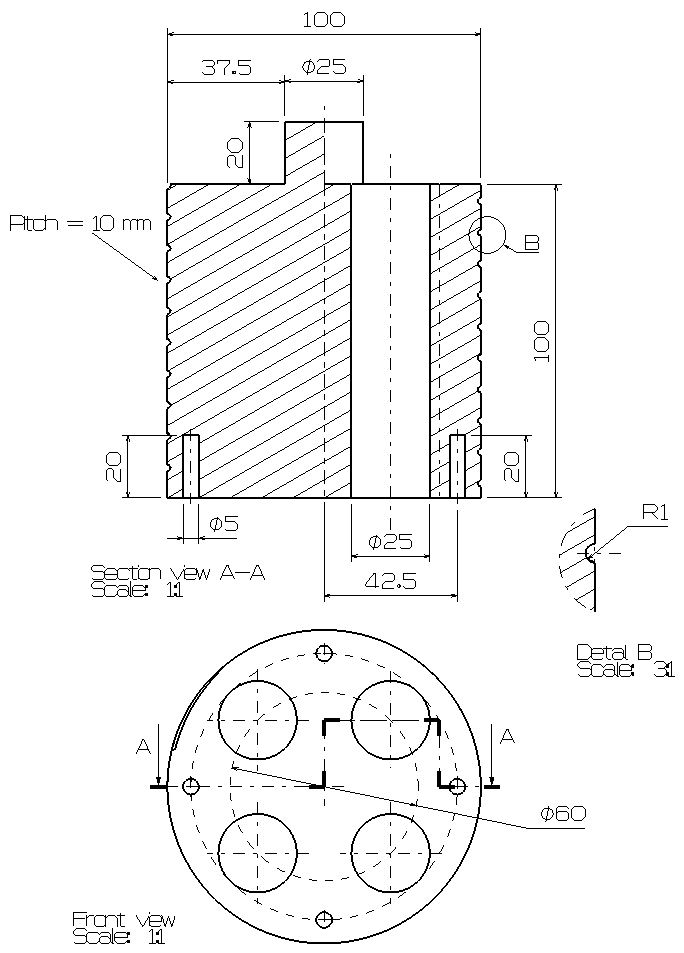 100
37.5
ϕ25
20
Pitch = 10 mm
B
100
20
20
ϕ5
ϕ25
R1
42.5
Section view A-A
Scale: 1:1
Detail B
Scale: 3:1
A
A
ϕ60
Front view
Scale: 1:1